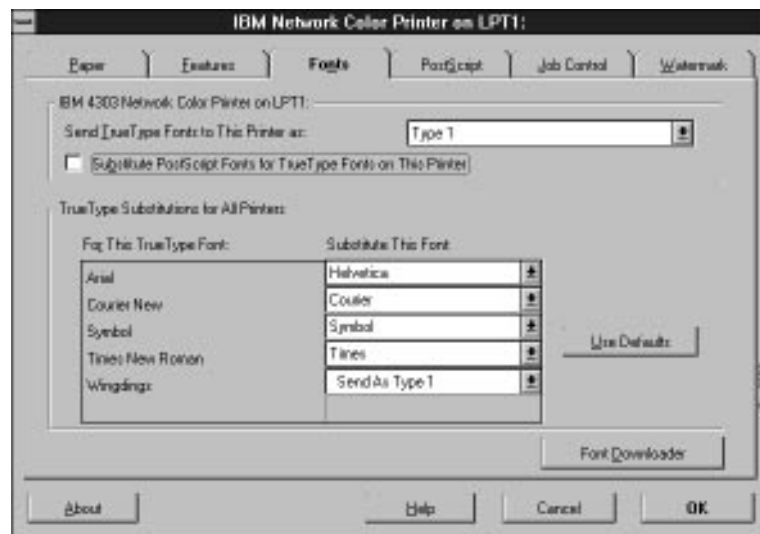 IBM Network Color Printer on LPT1:
Paper Features Fonts PostScript Job Control Watermark
IBM 4303 Network Color Printer on LPT1:
Send TrueType Fonts to This Printer as: Type 1
Substitute PostScript Fonts for TrueType Fonts on This Printer
TrueType Substitutions for All Printers
For This TrueType Font: Substitute This Font
Arial Helvetica
Courier New Courier
Symbol Symbol
Times New Roman Times
Wingdings Send As Type 1
Use Defaults
Font Downloader
About Help Cancel OK